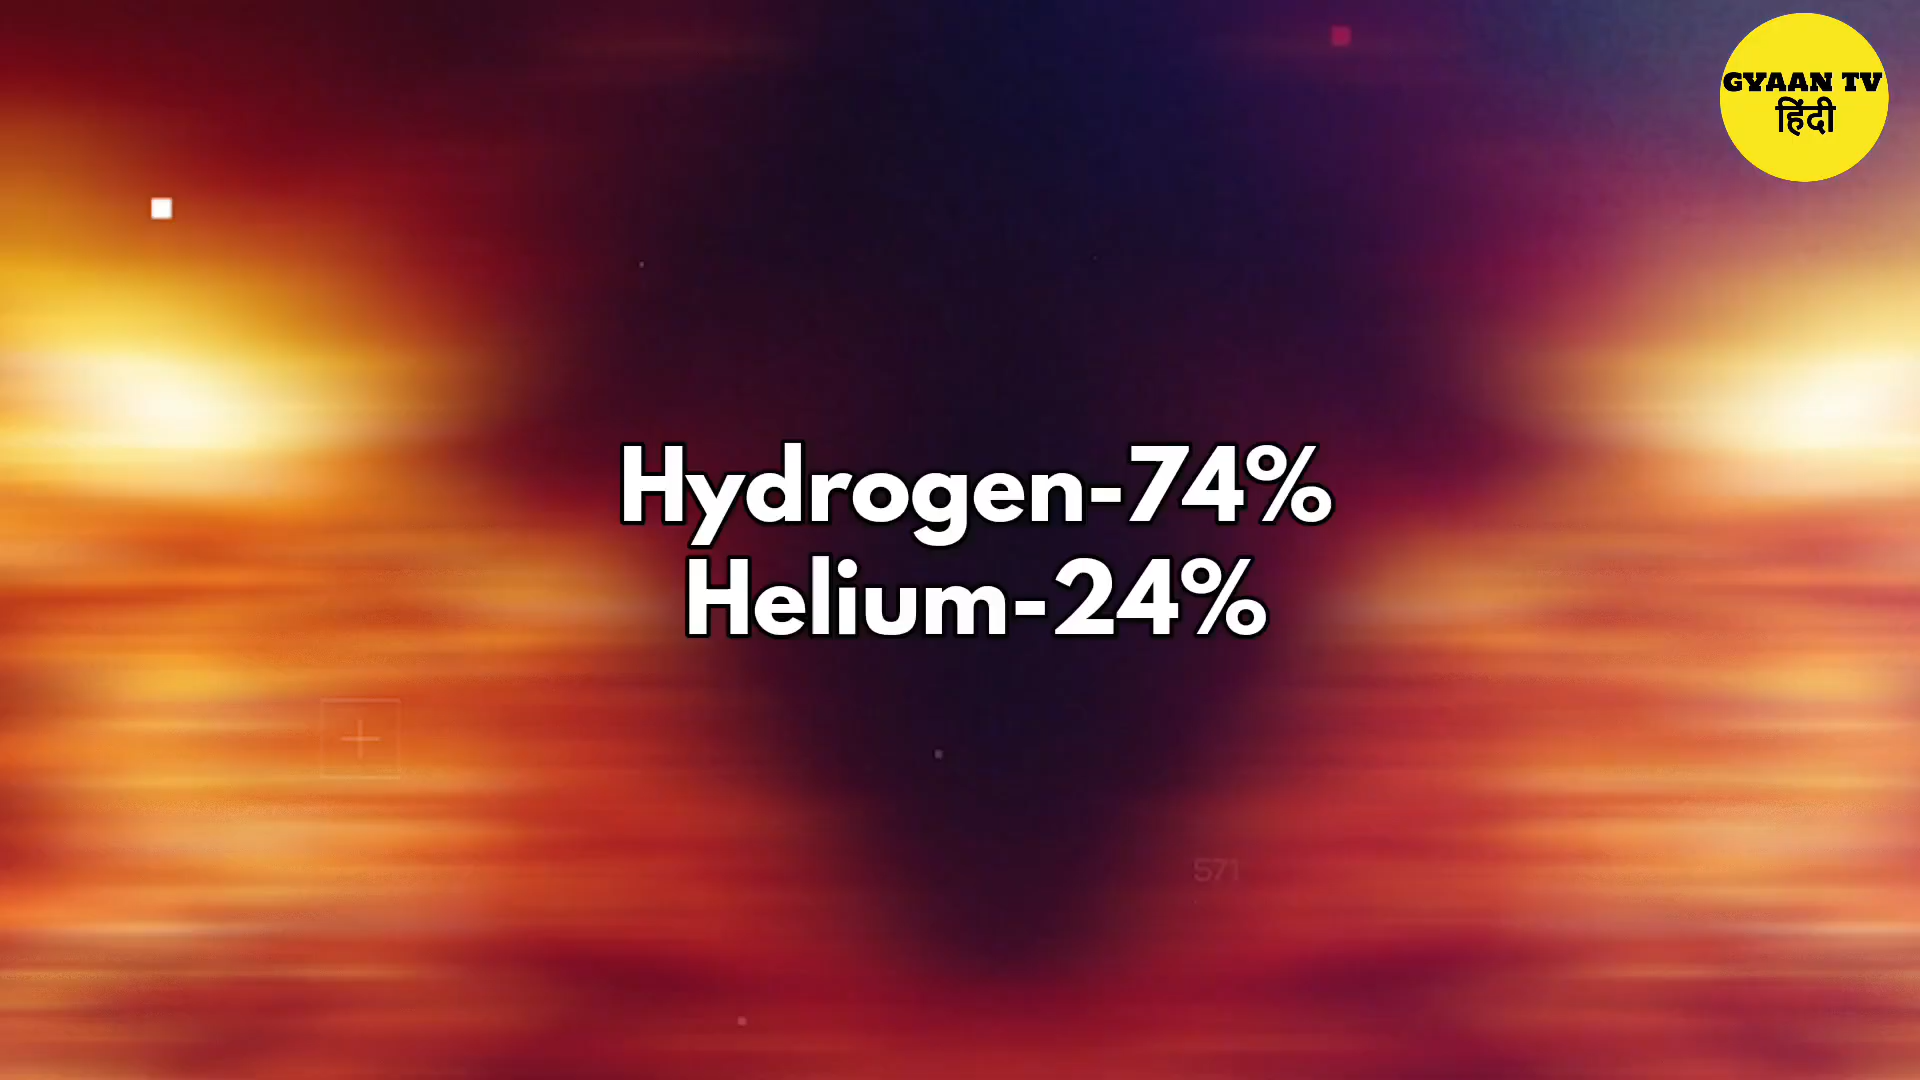 GYAAN TV
हिंदी
Hydrogen-74%
Helium-24%
571